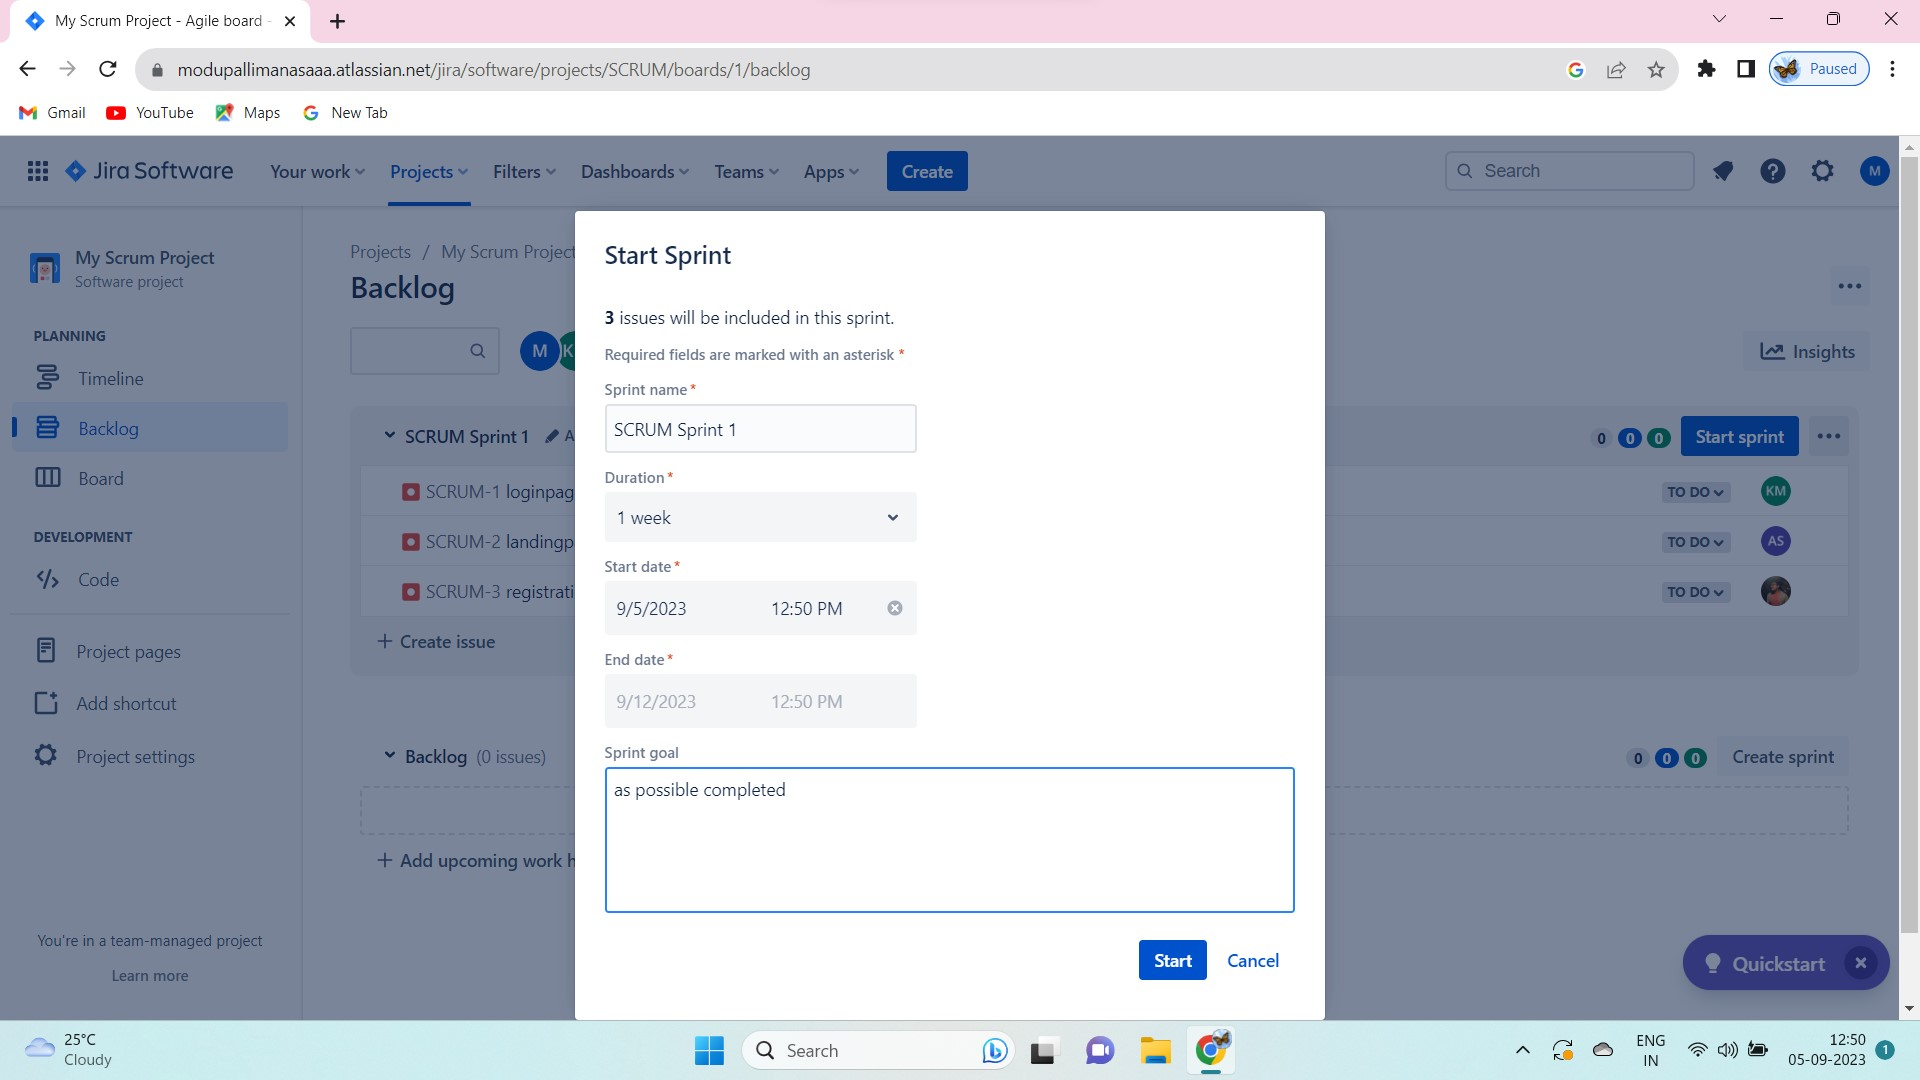 My Scrum Project - Agile board -
modupallimanasaaa.atlassian.net/jira/software/projects/SCRUM/boards/1/backlog
Paused
Gmail
YouTube
Maps
New Tab
Jira Software
Your work
Projects
Filters
Dashboards
Teams
Apps
Create
Search
M
My Scrum Project
Software project
PLANNING
Timeline
Backlog
Board
DEVELOPMENT
Code
Project pages
Add shortcut
Project settings
You're in a team-managed project
Learn more
Projects / My Scrum Project
Backlog
M K
Insights
SCRUM Sprint 1 A
0 0 0 Start sprint
SCRUM-1 loginpag
TO DO KM
SCRUM-2 landingp
TO DO AS
SCRUM-3 registrati
TO DO
+ Create issue
Backlog (0 issues)
0 0 0 Create sprint
+ Add upcoming work h
Start Sprint
3 issues will be included in this sprint.
Required fields are marked with an asterisk *
Sprint name *
SCRUM Sprint 1
Duration *
1 week
Start date *
9/5/2023 12:50 PM
End date *
9/12/2023 12:50 PM
Sprint goal
as possible completed
Start Cancel
Quickstart
25°C
Cloudy
Search
ENG
IN
12:50
05-09-2023
1